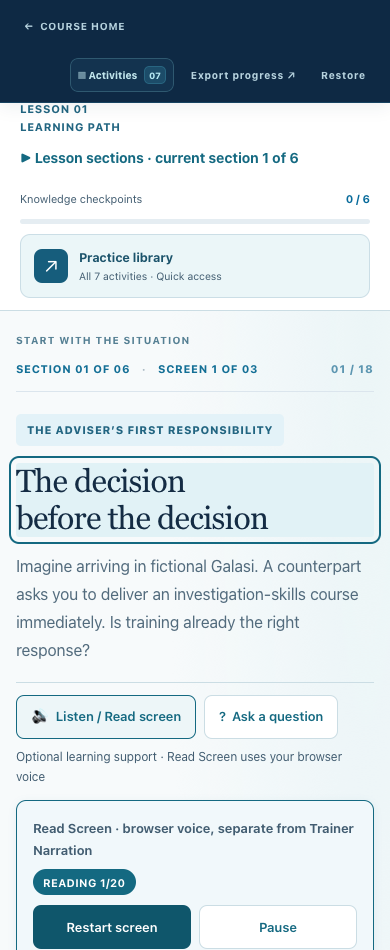 ← COURSE HOME
Activities 07 Export progress ↗ Restore
LESSON 01
LEARNING PATH
▶ Lesson sections · current section 1 of 6
Knowledge checkpoints 0 / 6
Practice library
All 7 activities · Quick access
START WITH THE SITUATION
SECTION 01 OF 06 · SCREEN 1 OF 03 01 / 18
THE ADVISER'S FIRST RESPONSIBILITY
The decision
before the decision
Imagine arriving in fictional Galasi. A counterpart
asks you to deliver an investigation-skills course
immediately. Is training already the right
response?
Listen / Read screen ? Ask a question
Optional learning support · Read Screen uses your browser
voice
Read Screen · browser voice, separate from Trainer
Narration
READING 1/20
Restart screen Pause